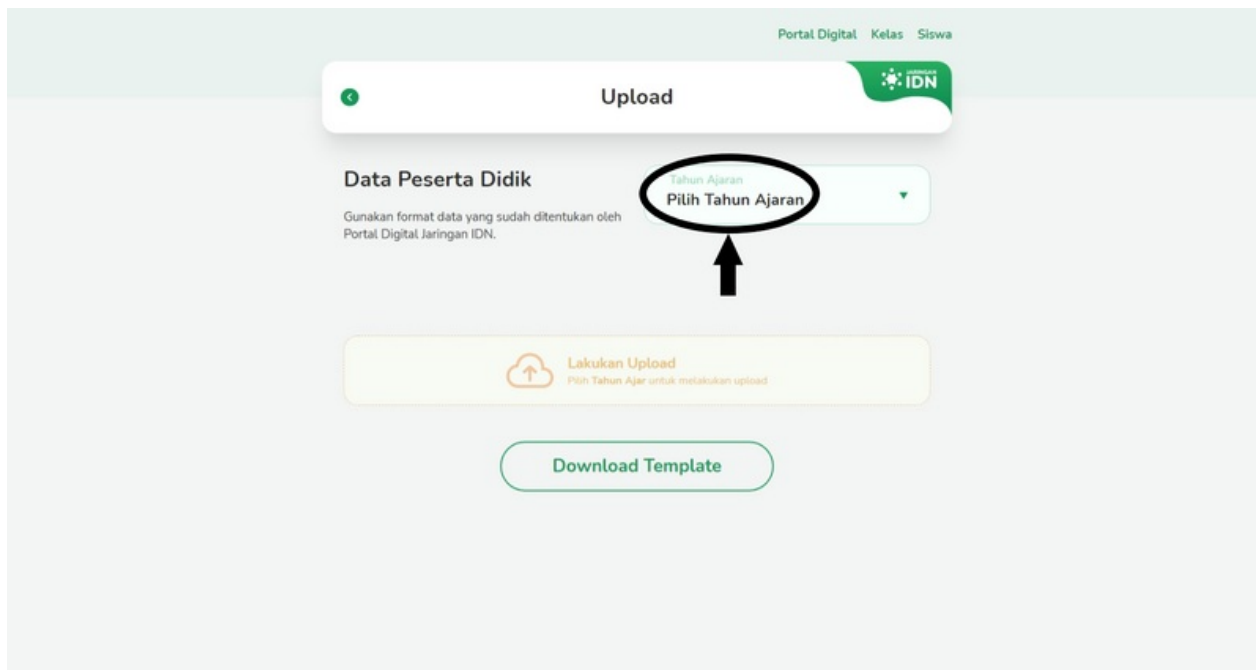 Portal Digital Kelas Siswa
Upload
JARINGAN
IDN
Data Peserta Didik
Gunakan format data yang sudah ditentukan oleh
Portal Digital Jaringan IDN.
Tahun Ajaran
Pilih Tahun Ajaran
Lakukan Upload
Pilih Tahun Ajar untuk melakukan upload
Download Template